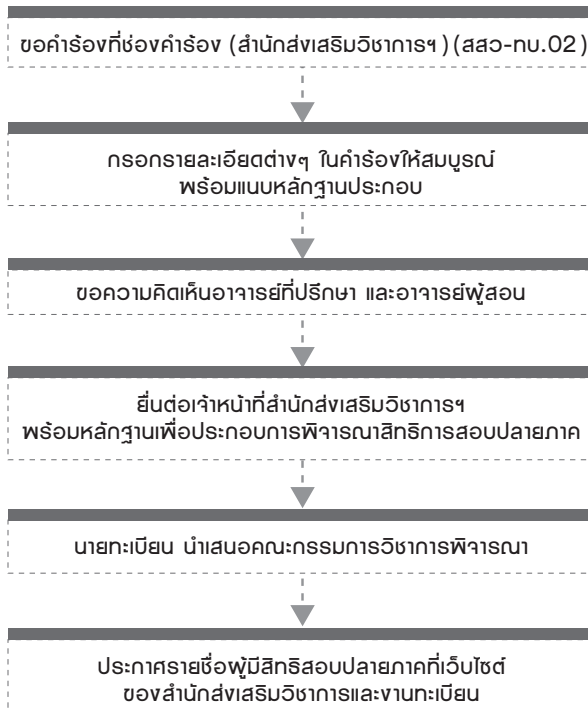 ขอคำร้องที่ช่องคำร้อง (สำนักส่งเสริมวิชาการฯ) (สสว-ทบ.02)
กรอกรายละเอียดต่างๆ ในคำร้องให้สมบูรณ์
พร้อมแนบหลักฐานประกอบ
ขอความคิดเห็นอาจารย์ที่ปรึกษา และอาจารย์ผู้สอน
ยื่นต่อเจ้าหน้าที่สำนักส่งเสริมวิชาการฯ
พร้อมหลักฐานเพื่อประกอบการพิจารณาสิทธิการสอบปลายภาค
นายทะเบียน นำเสนอคณะกรรมการวิชาการพิจารณา
ประกาศรายชื่อผู้มีสิทธิสอบปลายภาคที่เว็บไซต์
ของสำนักส่งเสริมวิชาการและงานทะเบียน